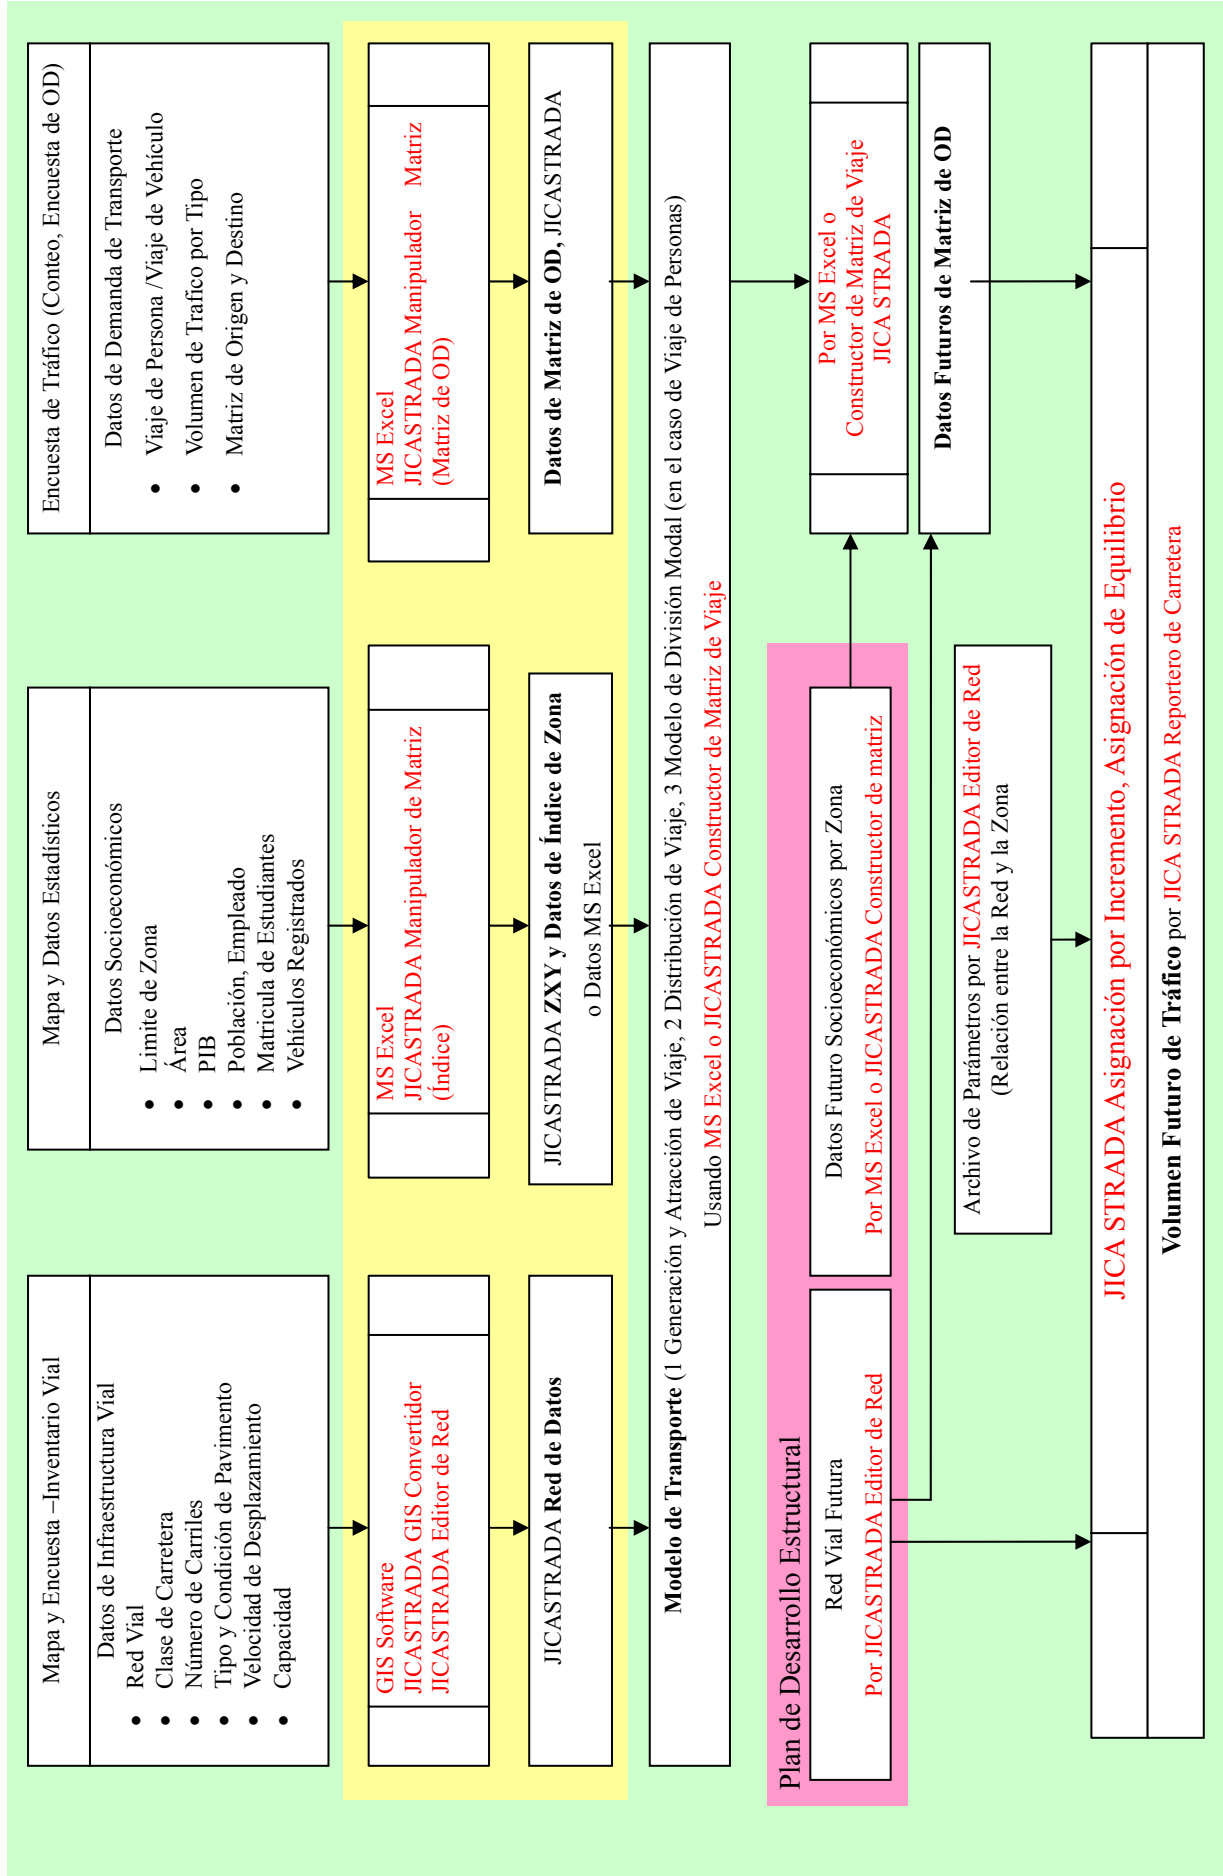 Mapa y Encuesta –Inventario Vial
Datos de Infraestructura Vial
• Red Vial
• Clase de Carretera
• Número de Carriles
• Tipo y Condición de Pavimento
• Velocidad de Desplazamiento
• Capacidad
Mapa y Datos Estadísticos
Datos Socioeconómicos
• Limite de Zona
• Área
• PIB
• Población, Empleado
• Matricula de Estudiantes
• Vehículos Registrados
Encuesta de Tráfico (Conteo, Encuesta de OD)
Datos de Demanda de Transporte
• Viaje de Persona /Viaje de Vehículo
• Volumen de Trafico por Tipo
• Matriz de Origen y Destino
GIS Software
JICASTRADA GIS Convertidor
JICASTRADA Editor de Red
MS Excel
JICASTRADA Manipulador de Matriz
(Índice)
MS Excel
JICASTRADA Manipulador Matriz
(Matriz de OD)
JICASTRADA Red de Datos
JICASTRADA ZXY y Datos de Índice de Zona
o Datos MS Excel
Datos de Matriz de OD, JICASTRADA
Modelo de Transporte (1 Generación y Atracción de Viaje, 2 Distribución de Viaje, 3 Modelo de División Modal (en el caso de Viaje de Personas)
Usando MS Excel o JICASTRADA Constructor de Matriz de Viaje
Plan de Desarrollo Estructural
Red Vial Futura
Por JICASTRADA Editor de Red
Datos Futuro Socioeconómicos por Zona
Por MS Excel o JICASTRADA Constructor de matriz
Por MS Excel o
Constructor de Matriz de Viaje
JICA STRADA
Datos Futuros de Matriz de OD
Archivo de Parámetros por JICASTRADA Editor de Red
(Relación entre la Red y la Zona
JICA STRADA Asignación por Incremento, Asignación de Equilibrio
Volumen Futuro de Tráfico por JICA STRADA Reportero de Carretera